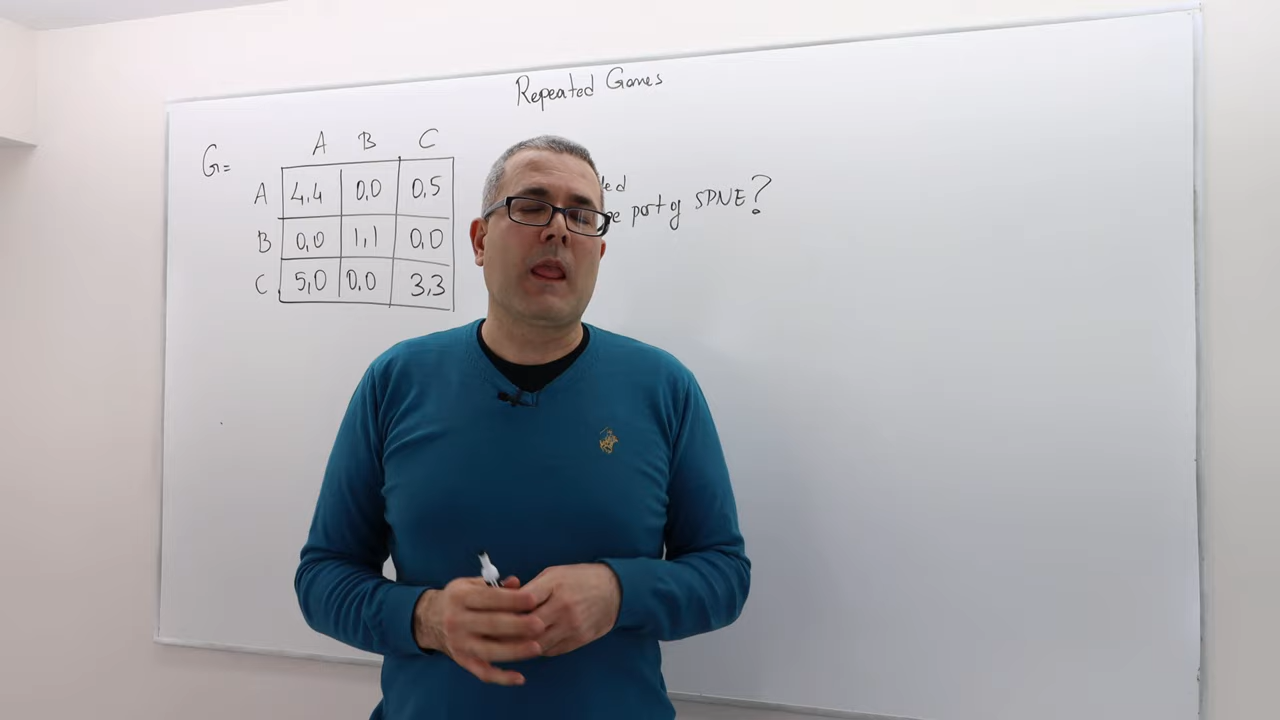 Repeated Games
G=
A B C
A 4,4 0,0 0,5
B 0,0 1,1 0,0
C 5,0 0,0 3,3
part of SPNE?